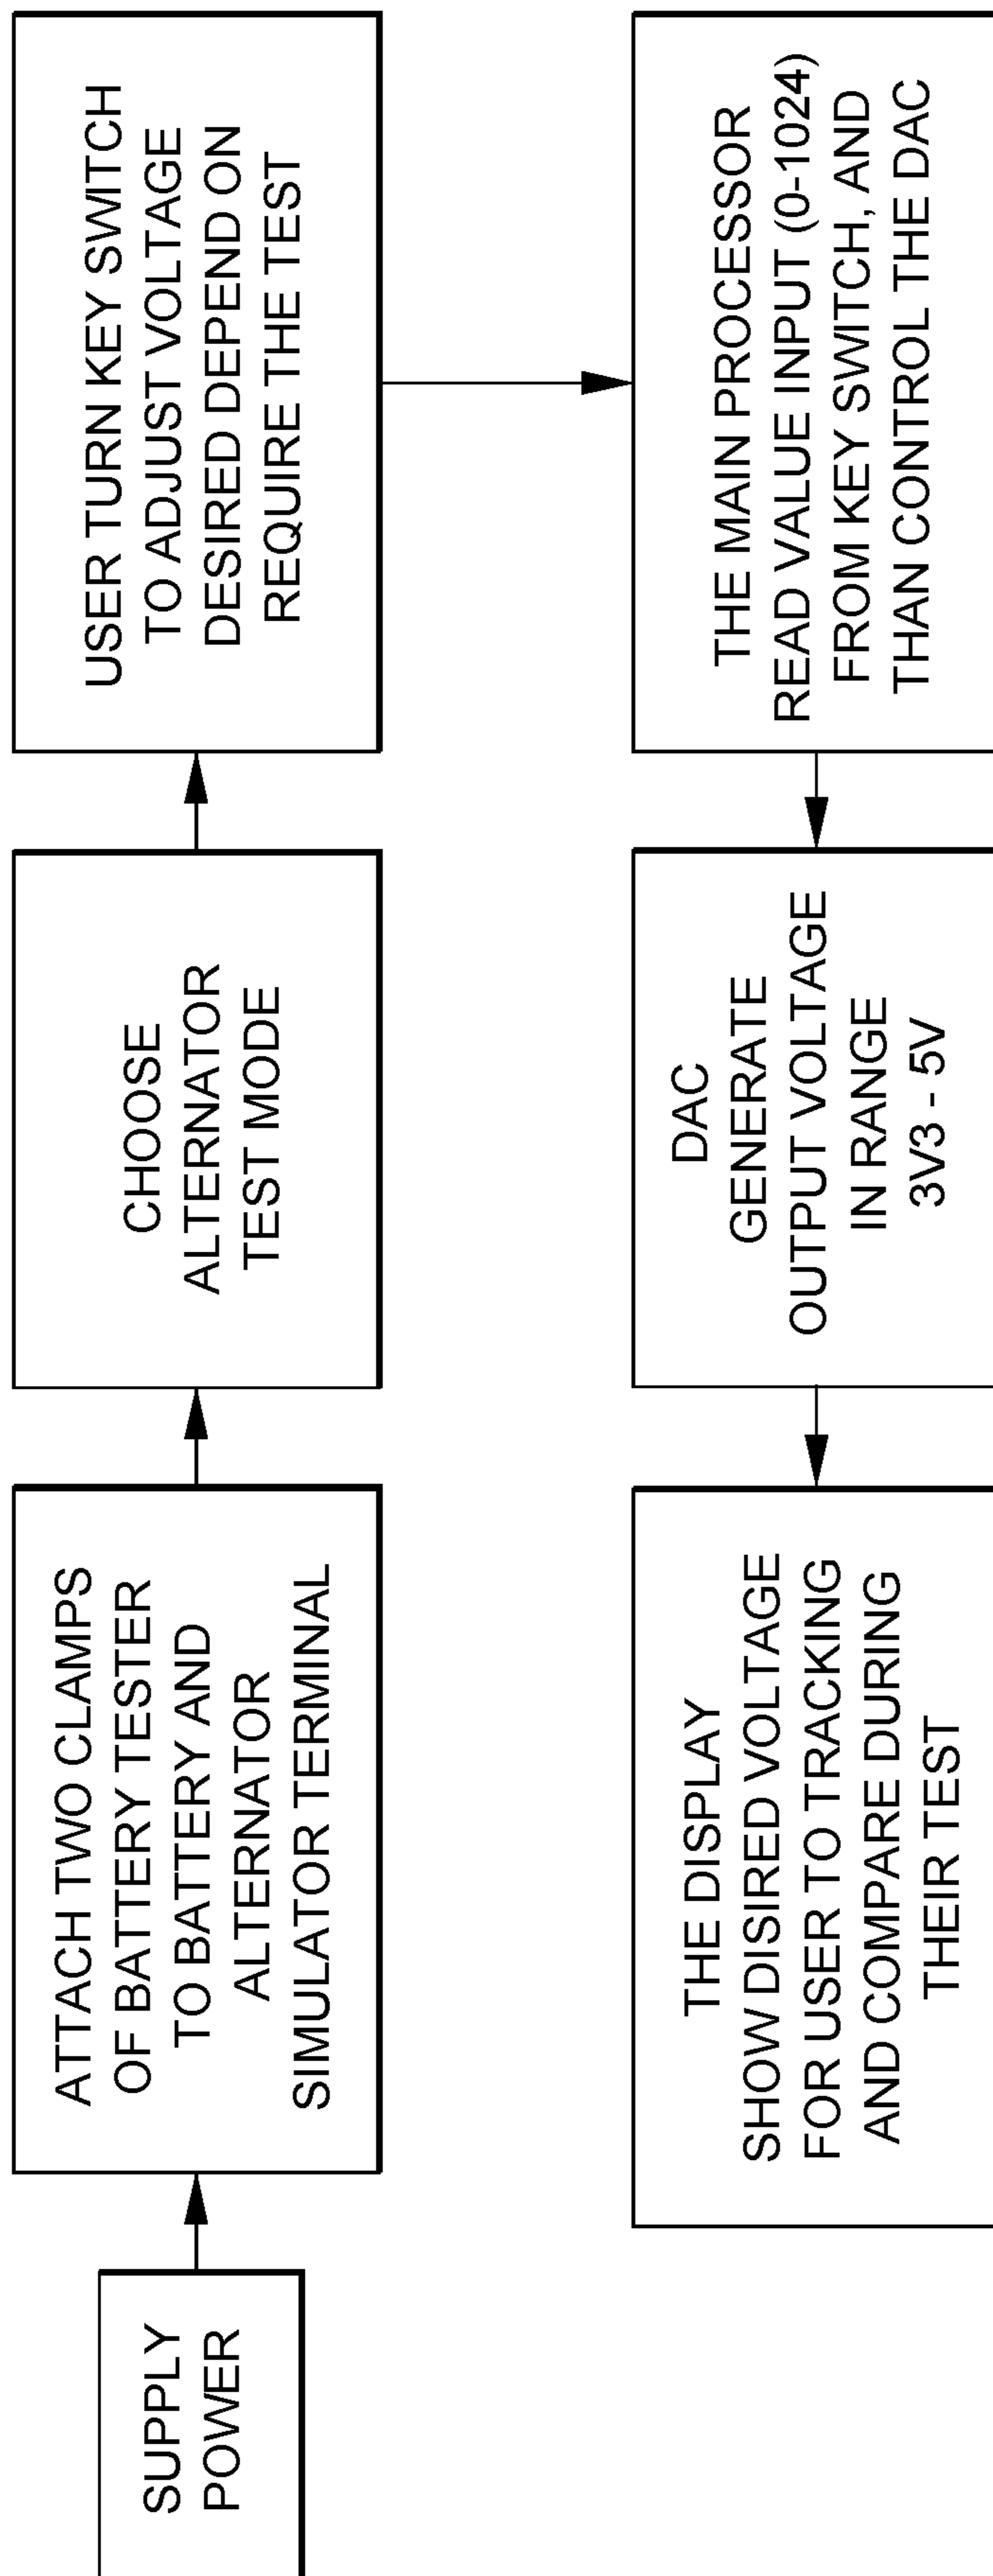 SUPPLY
POWER
ATTACH TWO CLAMPS
OF BATTERY TESTER
TO BATTERY AND
ALTERNATOR
SIMULATOR TERMINAL
CHOOSE
ALTERNATOR
TEST MODE
USER TURN KEY SWITCH
TO ADJUST VOLTAGE
DESIRED DEPEND ON
REQUIRE THE TEST
THE MAIN PROCESSOR
READ VALUE INPUT (0-1024)
FROM KEY SWITCH, AND
THAN CONTROL THE DAC
DAC
GENERATE
OUTPUT VOLTAGE
IN RANGE
3V3 - 5V
THE DISPLAY
SHOW DISIRED VOLTAGE
FOR USER TO TRACKING
AND COMPARE DURING
THEIR TEST